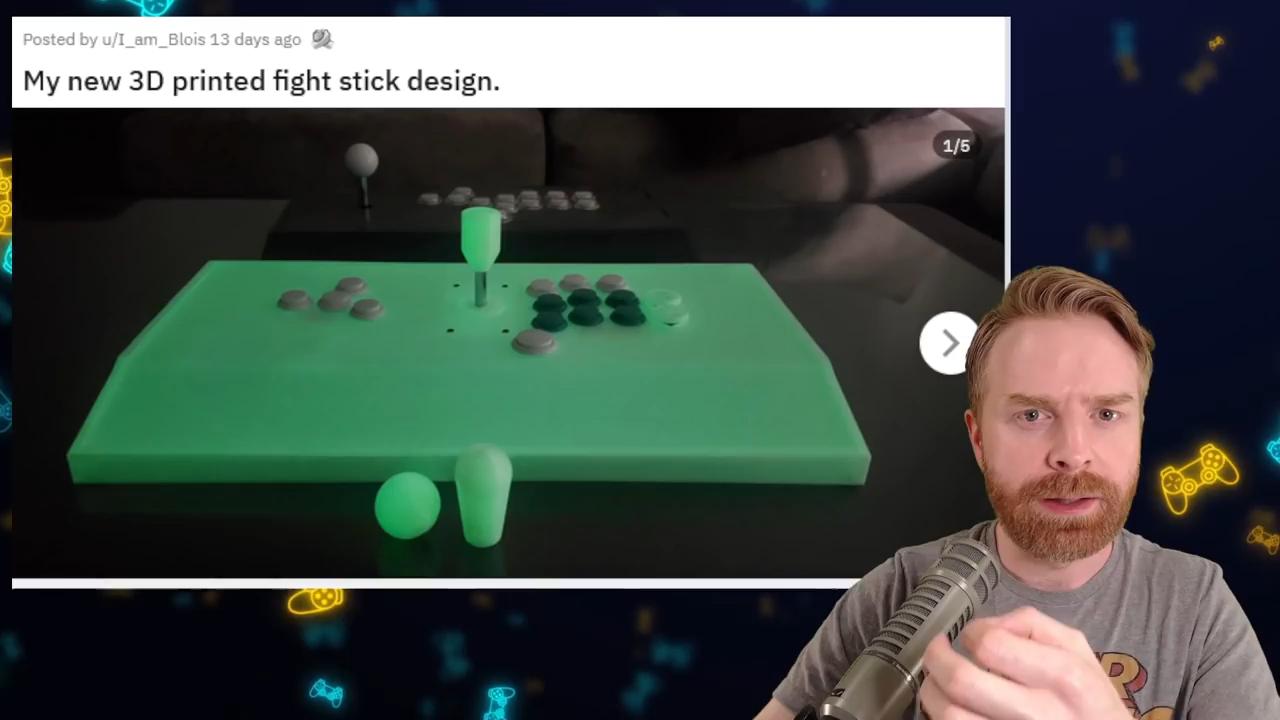 Posted by u/I_am_Blois 13 days ago
My new 3D printed fight stick design.
1/5